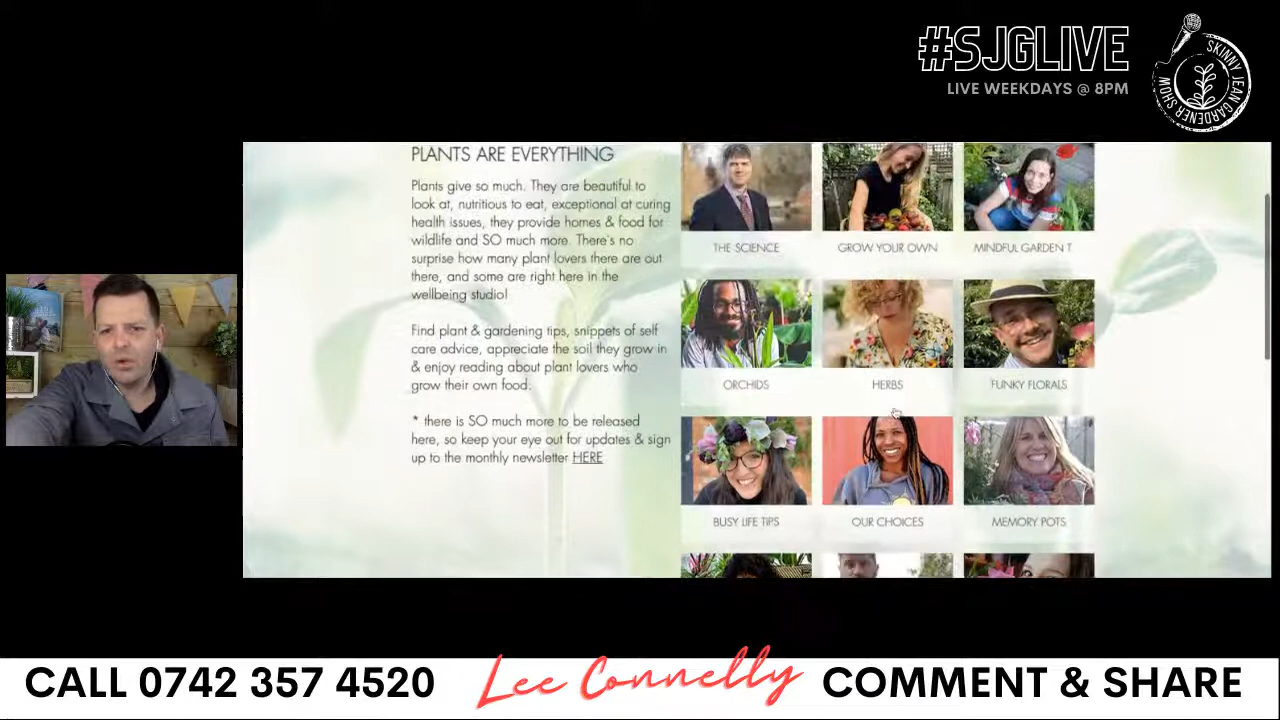 #SJGLIVE
LIVE WEEKDAYS @ 8PM
SKINNY JEAN GARDENER SHOW
PLANTS ARE EVERYTHING
Plants give so much. They are beautiful to
look at, nutritious to eat, exceptional at curing
health issues, they provide homes & food for
wildlife and SO much more. There's no
surprise how many plant lovers there are out
there, and some are right here in the
wellbeing studio!
Find plant & gardening tips, snippets of self
care advice, appreciate the soil they grow in
& enjoy reading about plant lovers who
grow their own food.
* there is SO much more to be released
here, so keep your eye out for updates & sign
up to the monthly newsletter HERE
THE SCIENCE
GROW YOUR OWN
MINDFUL GARDEN T
ORCHIDS
HERBS
FUNKY FLORALS
BUSY LIFE TIPS
OUR CHOICES
MEMORY POTS
CALL 0742 357 4520
Lee Connelly
COMMENT & SHARE